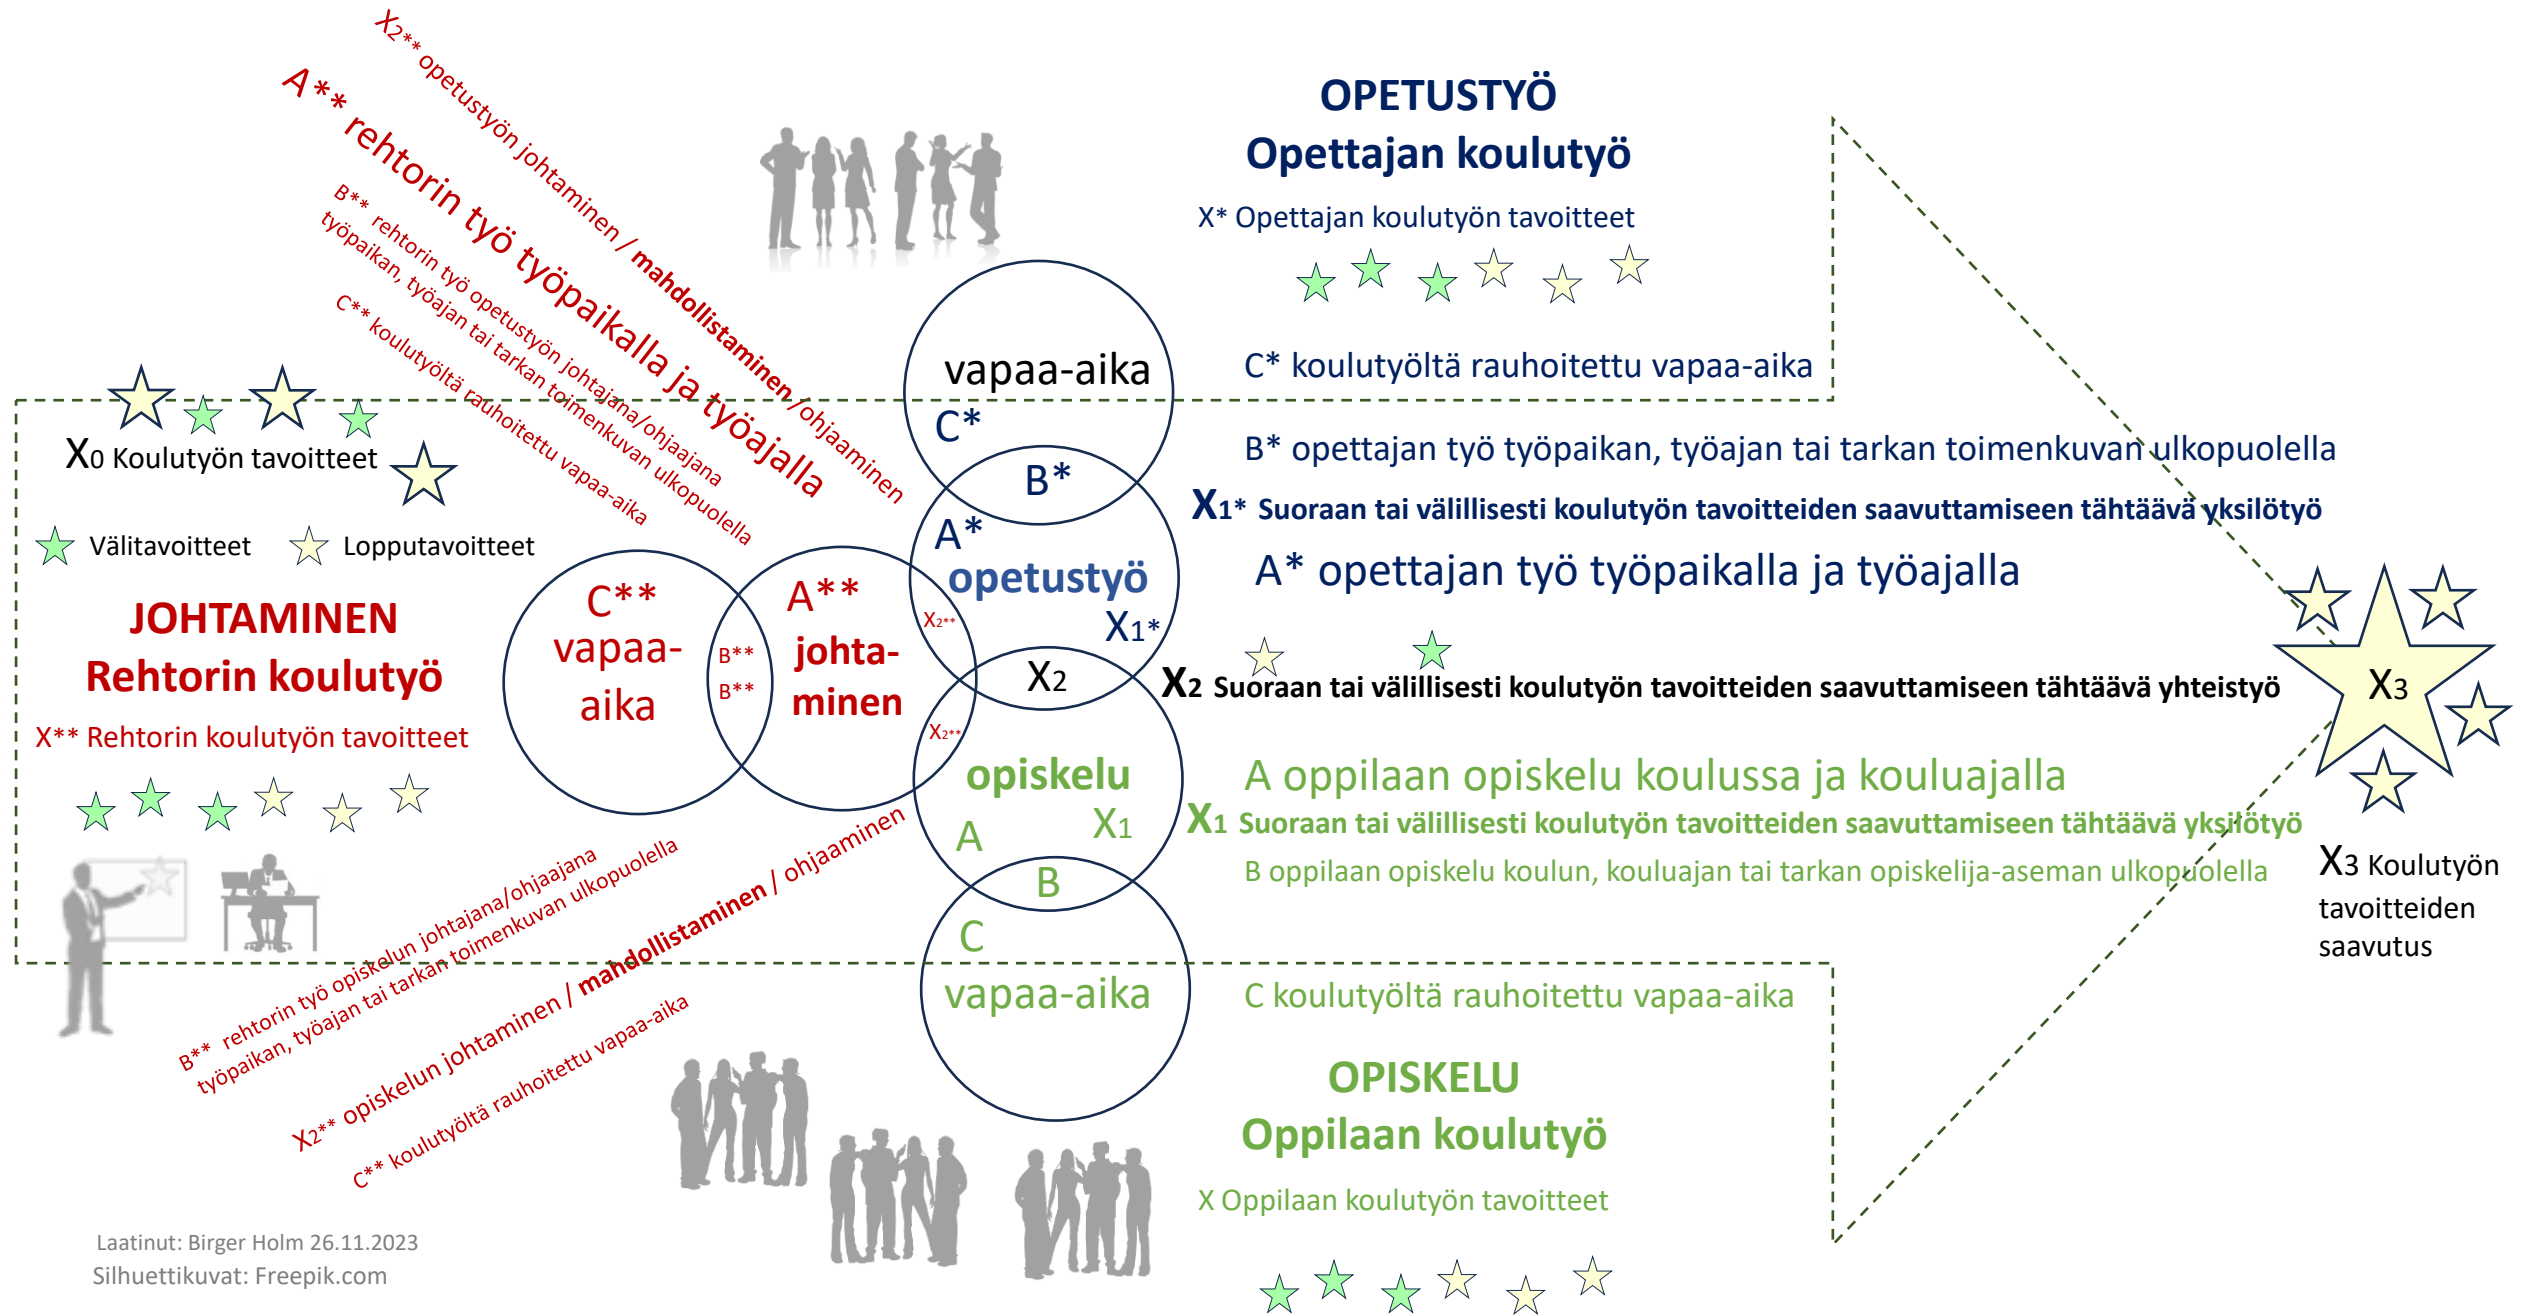 X2** opetustyön johtaminen / mahdollistaminen /ohjaaminen
A** rehtorin työ työpaikalla ja työajalla
B** rehtorin työ opetustyön johtajana/ohjaajana
työpaikan, työajan tai tarkan toimenkuvan ulkopuolella
C** koulutyöltä rauhoitettu vapaa-aika
OPETUSTYÖ
Opettajan koulutyö
X* Opettajan koulutyön tavoitteet
vapaa-aika
C*
B*
A*
opetustyö
X1*
X2**
X2
X2**
opiskelu
X1
A
B
C
vapaa-aika
C* koulutyöltä rauhoitettu vapaa-aika
B* opettajan työ työpaikan, työajan tai tarkan toimenkuvan ulkopuolella
X1* Suoraan tai välillisesti koulutyön tavoitteiden saavuttamiseen tähtäävä yksilötyö
A* opettajan työ työpaikalla ja työajalla
X2 Suoraan tai välillisesti koulutyön tavoitteiden saavuttamiseen tähtäävä yhteistyö
A oppilaan opiskelu koulussa ja kouluajalla
X1 Suoraan tai välillisesti koulutyön tavoitteiden saavuttamiseen tähtäävä yksilötyö
B oppilaan opiskelu koulun, kouluajan tai tarkan opiskelija-aseman ulkopuolella
C koulutyöltä rauhoitettu vapaa-aika
X3
X3 Koulutyön
tavoitteiden
saavutus
X0 Koulutyön tavoitteet
Välitavoitteet
Lopputavoitteet
JOHTAMINEN
Rehtorin koulutyö
X** Rehtorin koulutyön tavoitteet
C**
vapaa-
aika
B**
B**
A**
johta-
minen
B** rehtorin työ opiskelun johtajana/ohjaajana
työpaikan, työajan tai tarkan toimenkuvan ulkopuolella
X2** opiskelun johtaminen / mahdollistaminen / ohjaaminen
C** koulutyöltä rauhoitettu vapaa-aika
OPISKELU
Oppilaan koulutyö
X Oppilaan koulutyön tavoitteet
Laatinut: Birger Holm 26.11.2023
Silhuettikuvat: Freepik.com